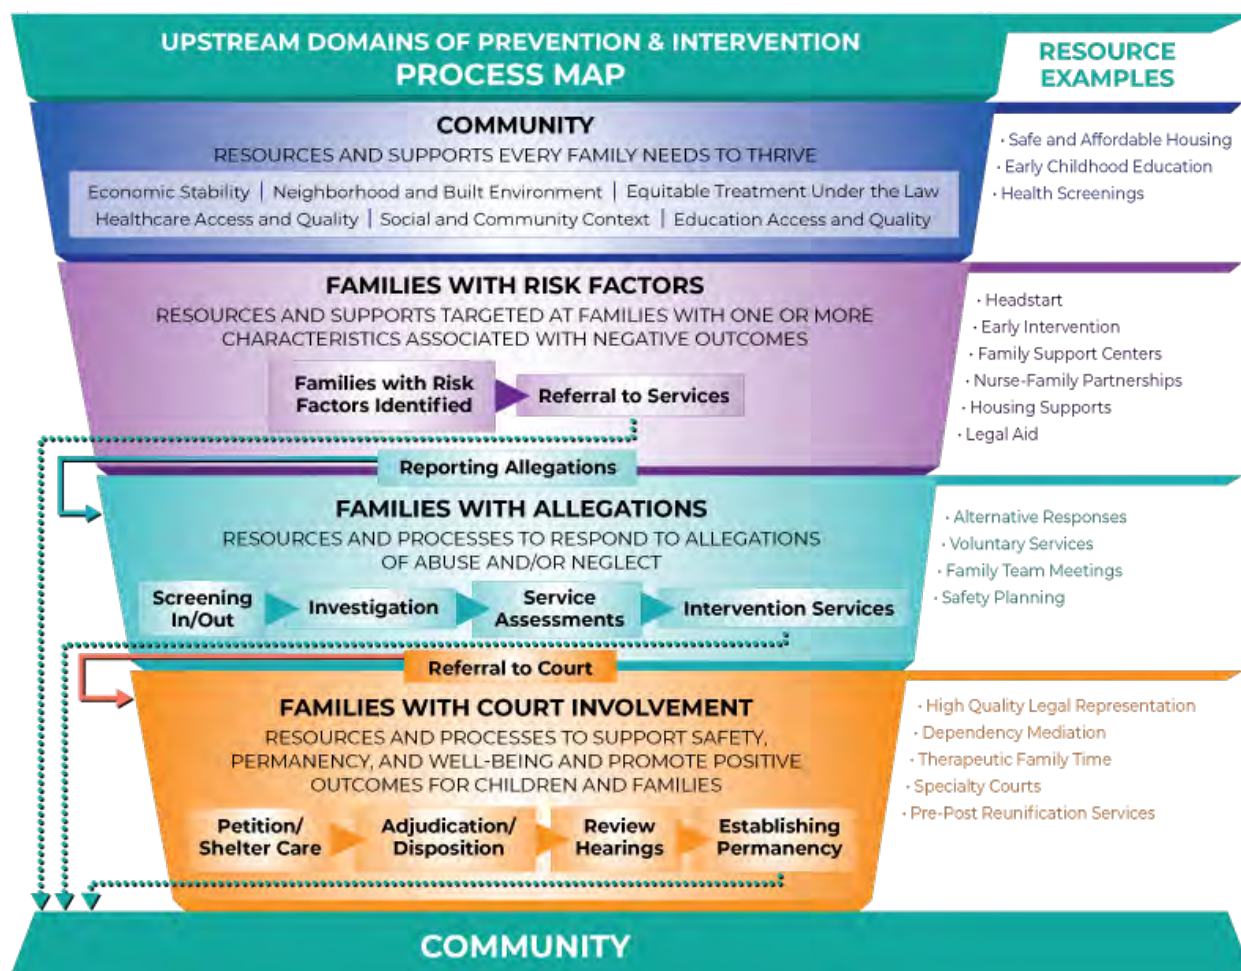 UPSTREAM DOMAINS OF PREVENTION & INTERVENTION
PROCESS MAP
RESOURCE
EXAMPLES
COMMUNITY
RESOURCES AND SUPPORTS EVERY FAMILY NEEDS TO THRIVE
Economic Stability | Neighborhood and Built Environment | Equitable Treatment Under the Law
Healthcare Access and Quality | Social and Community Context | Education Access and Quality
· Safe and Affordable Housing
· Early Childhood Education
· Health Screenings
FAMILIES WITH RISK FACTORS
RESOURCES AND SUPPORTS TARGETED AT FAMILIES WITH ONE OR MORE
CHARACTERISTICS ASSOCIATED WITH NEGATIVE OUTCOMES
Families with Risk
Factors Identified
Referral to Services
· Headstart
· Early Intervention
· Family Support Centers
· Nurse-Family Partnerships
· Housing Supports
· Legal Aid
Reporting Allegations
FAMILIES WITH ALLEGATIONS
RESOURCES AND PROCESSES TO RESPOND TO ALLEGATIONS
OF ABUSE AND/OR NEGLECT
Screening
In/Out
Investigation
Service
Assessments
Intervention Services
· Alternative Responses
· Voluntary Services
· Family Team Meetings
· Safety Planning
Referral to Court
FAMILIES WITH COURT INVOLVEMENT
RESOURCES AND PROCESSES TO SUPPORT SAFETY,
PERMANENCY, AND WELL-BEING AND PROMOTE POSITIVE
OUTCOMES FOR CHILDREN AND FAMILIES
Petition/
Shelter Care
Adjudication/
Disposition
Review
Hearings
Establishing
Permanency
· High Quality Legal Representation
· Dependency Mediation
· Therapeutic Family Time
· Specialty Courts
· Pre-Post Reunification Services
COMMUNITY